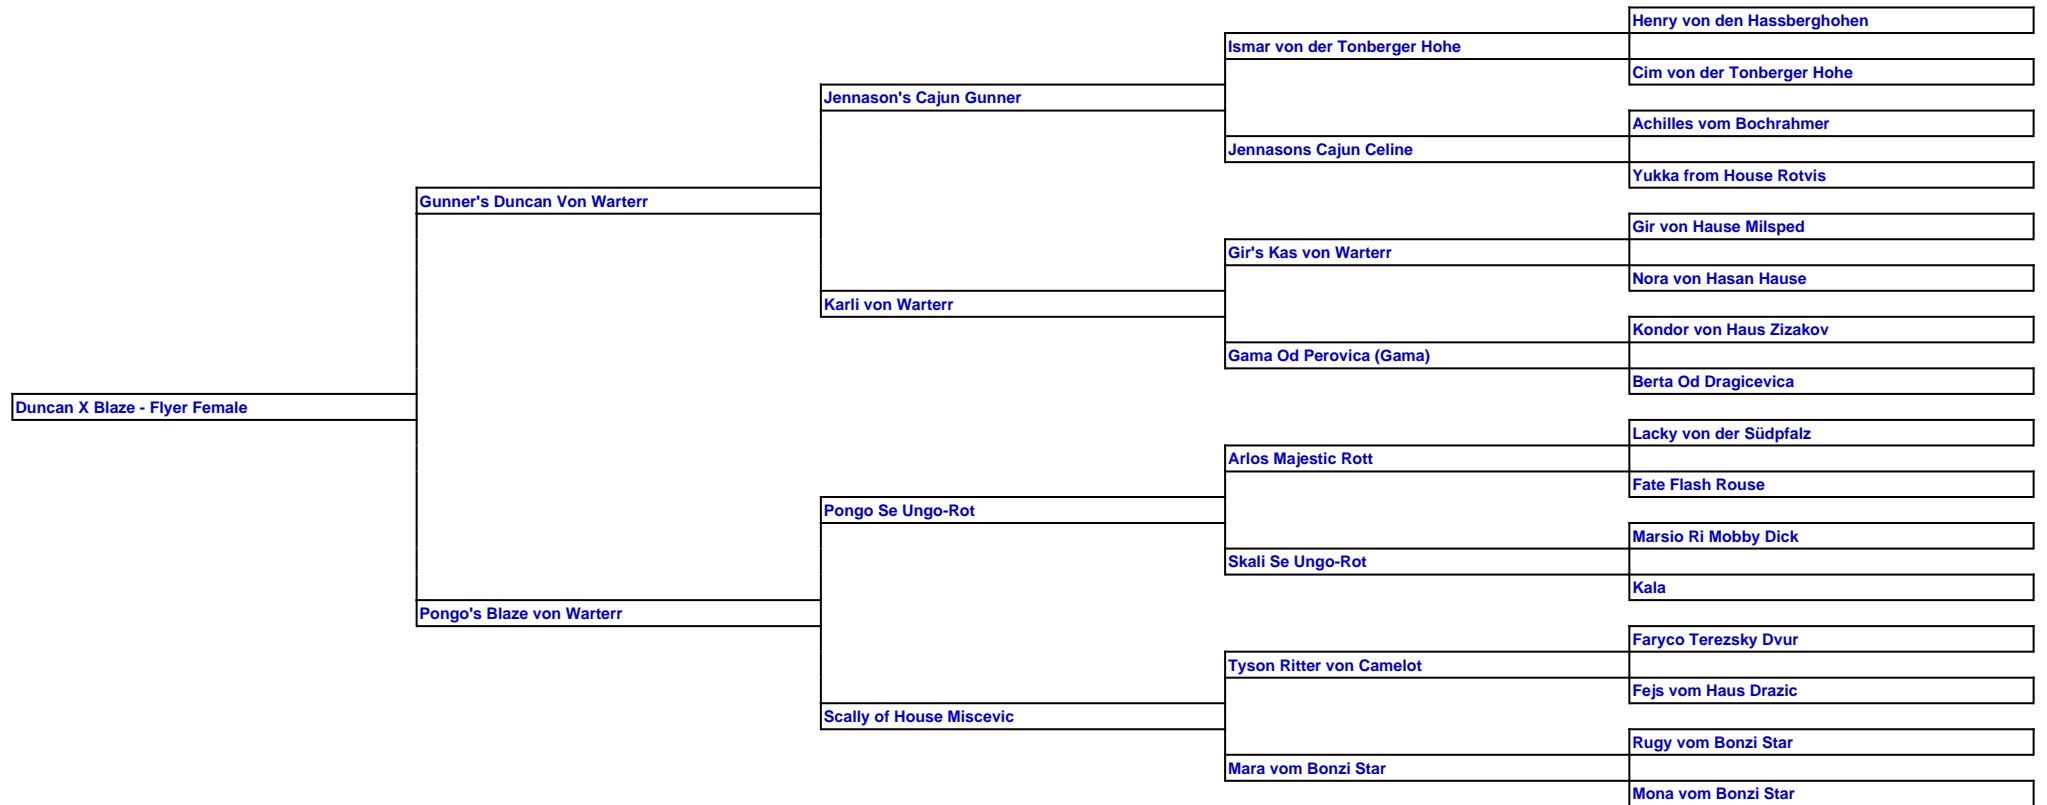 Henry von den Hassberghohen
Ismar von der Tonberger Hohe
Cim von der Tonberger Hohe
Jennason's Cajun Gunner
Achilles vom Bochrahmer
Jennasons Cajun Celine
Yukka from House Rotvis
Gunner's Duncan Von Warterr
Gir von Hause Milsped
Gir's Kas von Warterr
Nora von Hasan Hause
Karli von Warterr
Kondor von Haus Zizakov
Gama Od Perovica (Gama)
Berta Od Dragicevica
Duncan X Blaze - Flyer Female
Lacky von der Südpfalz
Arlos Majestic Rott
Fate Flash Rouse
Pongo Se Ungo-Rot
Marsio Ri Mobby Dick
Skali Se Ungo-Rot
Kala
Pongo's Blaze von Warterr
Faryco Terezsky Dvur
Tyson Ritter von Camelot
Fejs vom Haus Drazic
Scally of House Miscevic
Rugy vom Bonzi Star
Mara vom Bonzi Star
Mona vom Bonzi Star